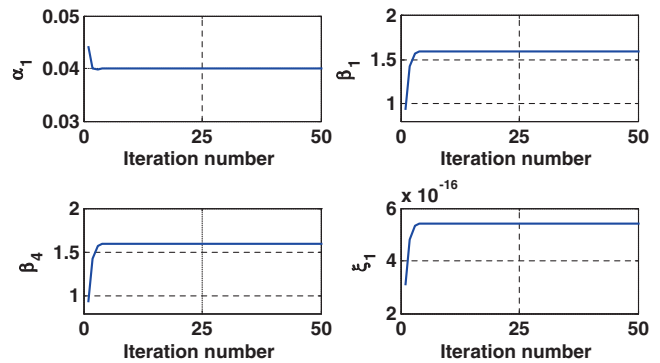 0.05
0.04
0.03
α1
0 25 50
Iteration number
2
1.5
1
β1
0 25 50
Iteration number
2
1.5
1
β4
0 25 50
Iteration number
x 10-16
6
4
2
ξ1
0 25 50
Iteration number